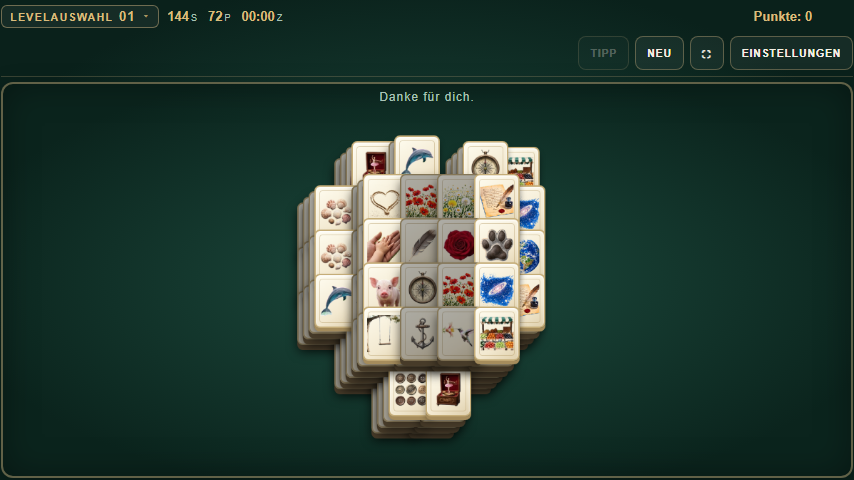 LEVELAUSWAHL 01 144S 72P 00:00Z Punkte: 0
TIPP NEU EINSTELLUNGEN
Danke für dich.